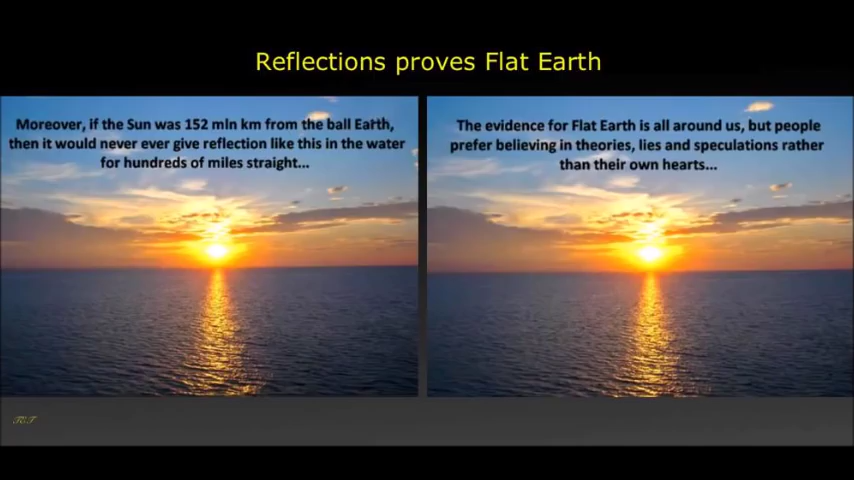 Reflections proves Flat Earth
Moreover, if the Sun was 152 mln km from the ball Earth,
then it would never ever give reflection like this in the water
for hundreds of miles straight...
The evidence for Flat Earth is all around us, but people
prefer believing in theories, lies and speculations rather
than their own hearts...